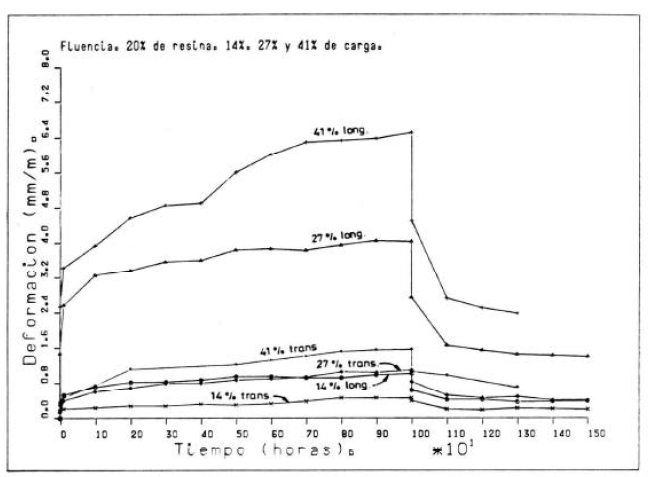 Fluencia. 20% de resina. 14%. 27% y 41% de carga.
Deformacion (mm/m)
8.0
7.2
6.4
5.6
4.8
4.0
3.2
2.4
1.6
0.8
0.0
41 % long.
27 % long.
41 % trans
27 % trans.
14 % long.
14 % trans.
0 10 20 30 40 50 60 70 80 90 100 110 120 130 140 150
Tiempo (horas) *10¹